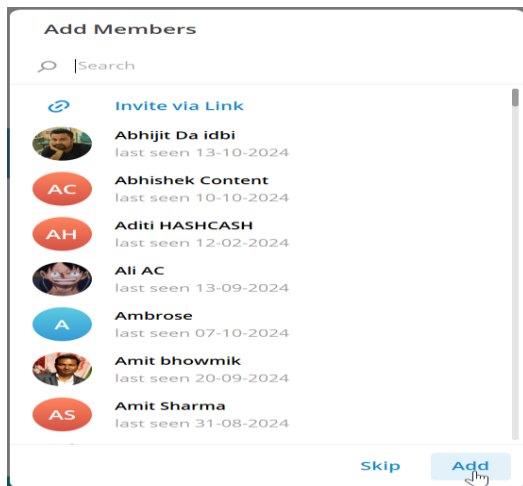 Add Members
Search
Invite via Link
Abhijit Da idbi
last seen 13-10-2024
AC
Abhishek Content
last seen 10-10-2024
AH
Aditi HASHCASH
last seen 12-02-2024
Ali AC
last seen 13-09-2024
A
Ambrose
last seen 07-10-2024
Amit bhowmik
last seen 20-09-2024
AS
Amit Sharma
last seen 31-08-2024
Skip
Add